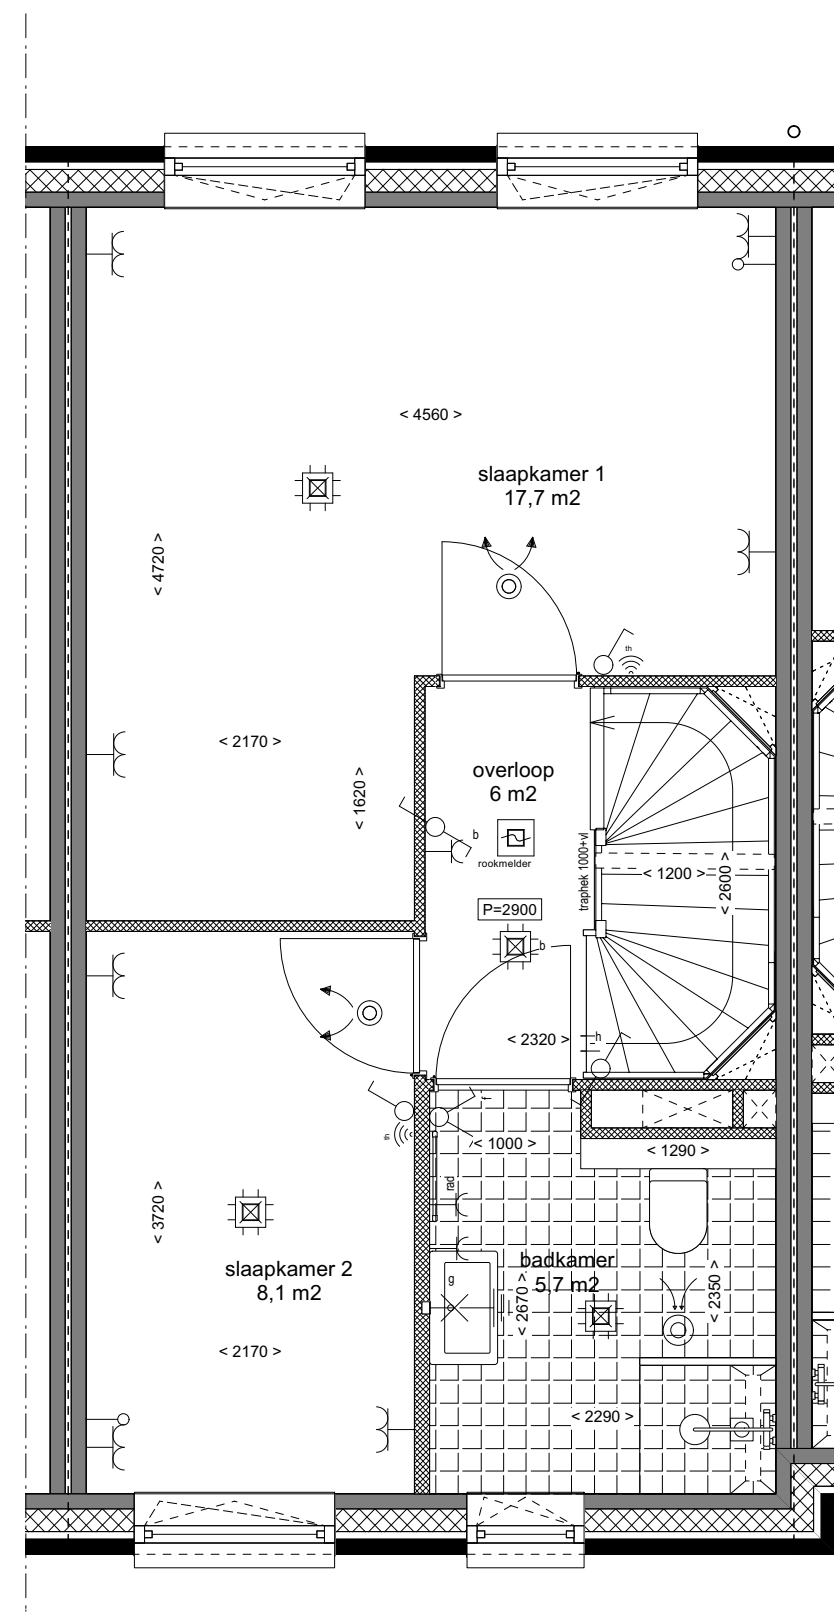 < 4560 >
slaapkamer 1
17,7 m2
< 4720 >
th
< 2170 >
< 1620 >
overloop
6 m2
b
rookmelder
traphek 1000+vl
< 1200 >
< 2600 >
P=2900
b
< 2320 >
h
th
f
< 1000 >
< 1290 >
rad
< 3720 >
slaapkamer 2
8,1 m2
badkamer
5,7 m2
g
< 2670 >
< 2350 >
< 2170 >
< 2290 >